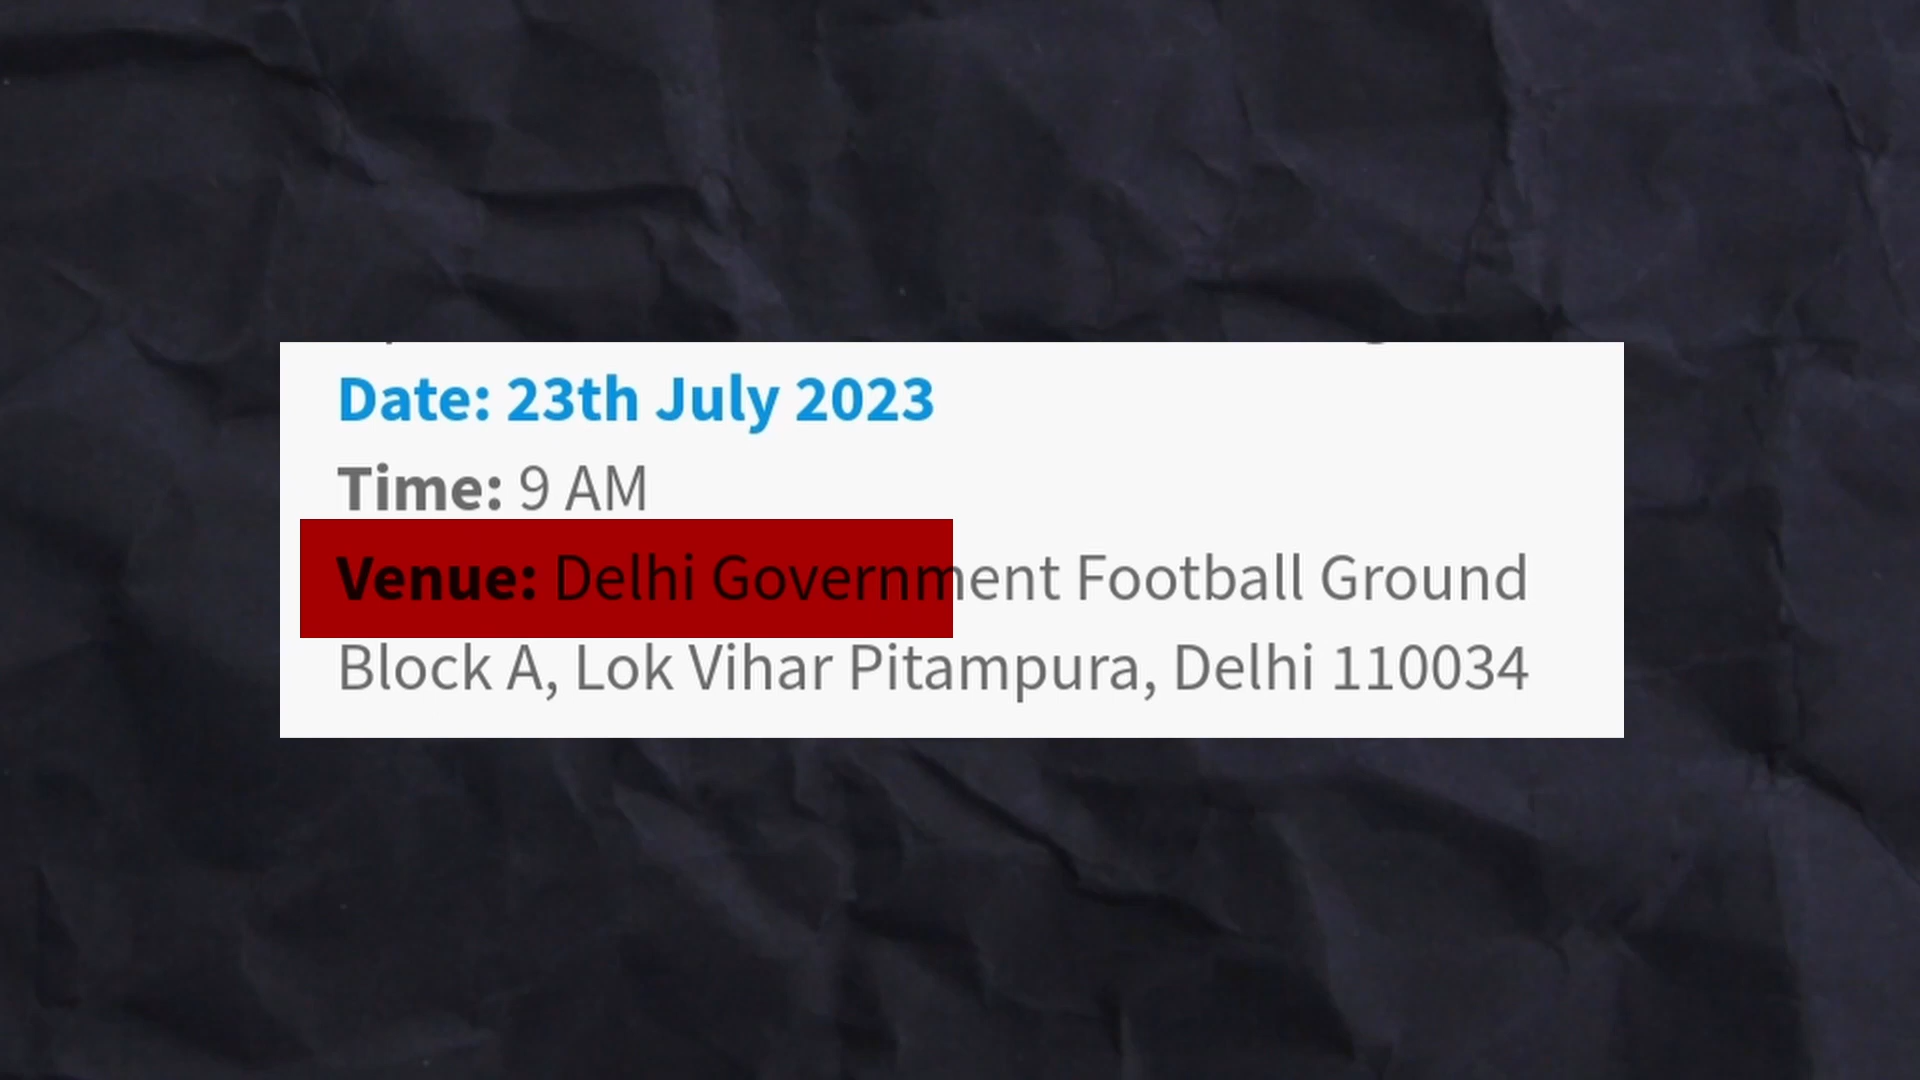 Date: 23th July 2023
Time: 9 AM
Venue: Delhi Government Football Ground
Block A, Lok Vihar Pitampura, Delhi 110034